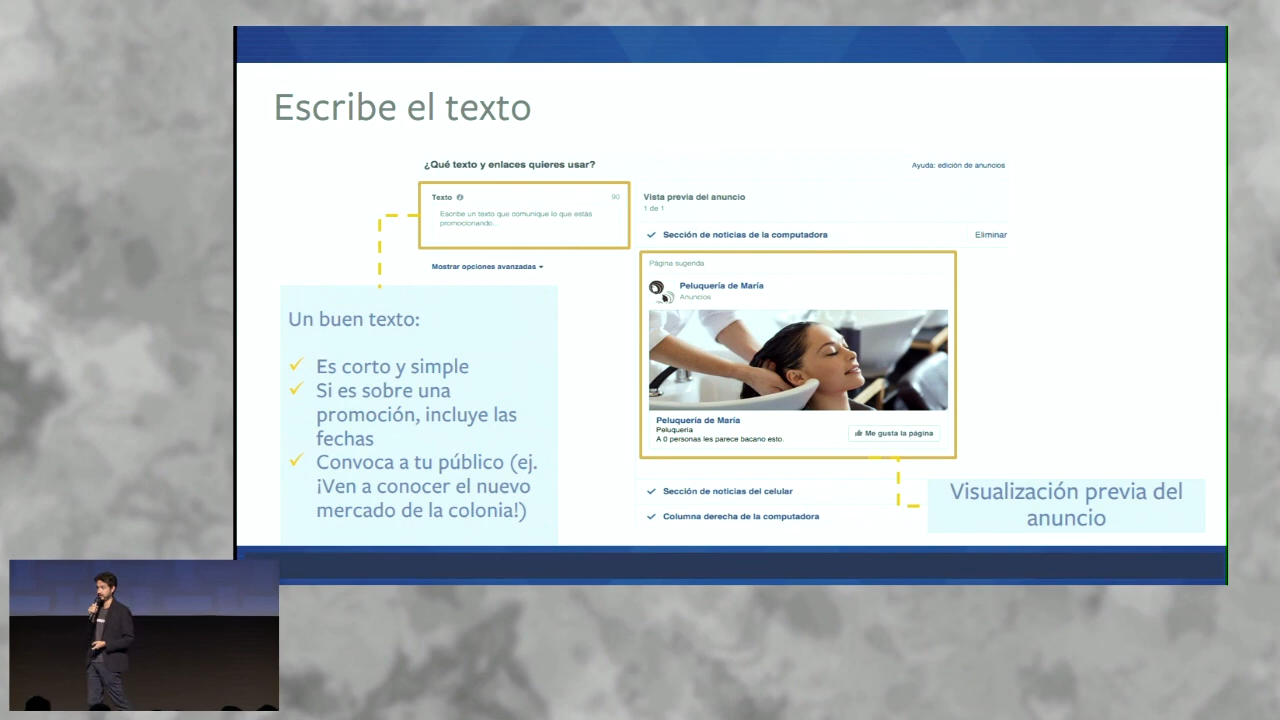 Escribe el texto
¿Qué texto y enlaces quieres usar?
Ayuda: edición de anuncios
Texto
90
Escribe un texto que comunique lo que estás
promocionando...
Mostrar opciones avanzadas
Vista previa del anuncio
1 de 1
Sección de noticias de la computadora
Eliminar
Página sugerida
Peluquería de María
Anuncios
Peluquería de María
Peluquería
A 0 personas les parece bacano esto.
Me gusta la página
Sección de noticias del celular
Columna derecha de la computadora
Un buen texto:
Es corto y simple
Si es sobre una
promoción, incluye las
fechas
Convoca a tu público (ej.
¡Ven a conocer el nuevo
mercado de la colonia!)
Visualización previa del
anuncio